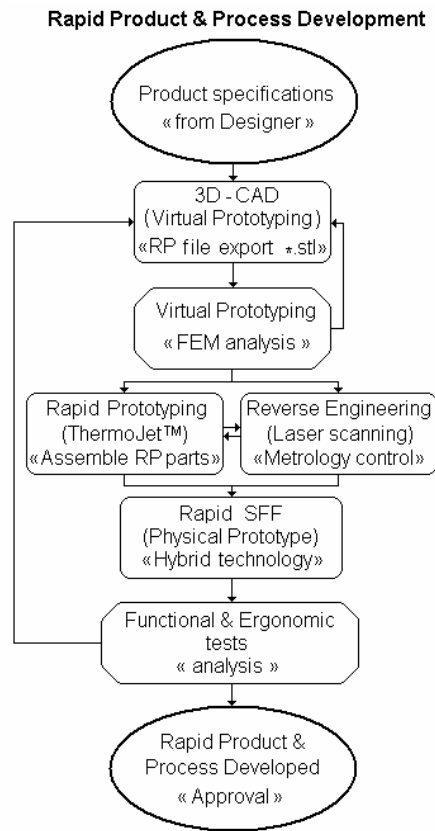 Rapid Product & Process Development
Product specifications
« from Designer »
3D - CAD
(Virtual Prototyping)
«RP file export *.stl»
Virtual Prototyping
«FEM analysis »
Rapid Prototyping
(ThermoJet™)
«Assemble RP parts»
Reverse Engineering
(Laser scanning)
«Metrology control»
Rapid SFF
(Physical Prototype)
«Hybrid technology»
Functional & Ergonomic
tests
« analysis »
Rapid Product &
Process Developed
« Approval»